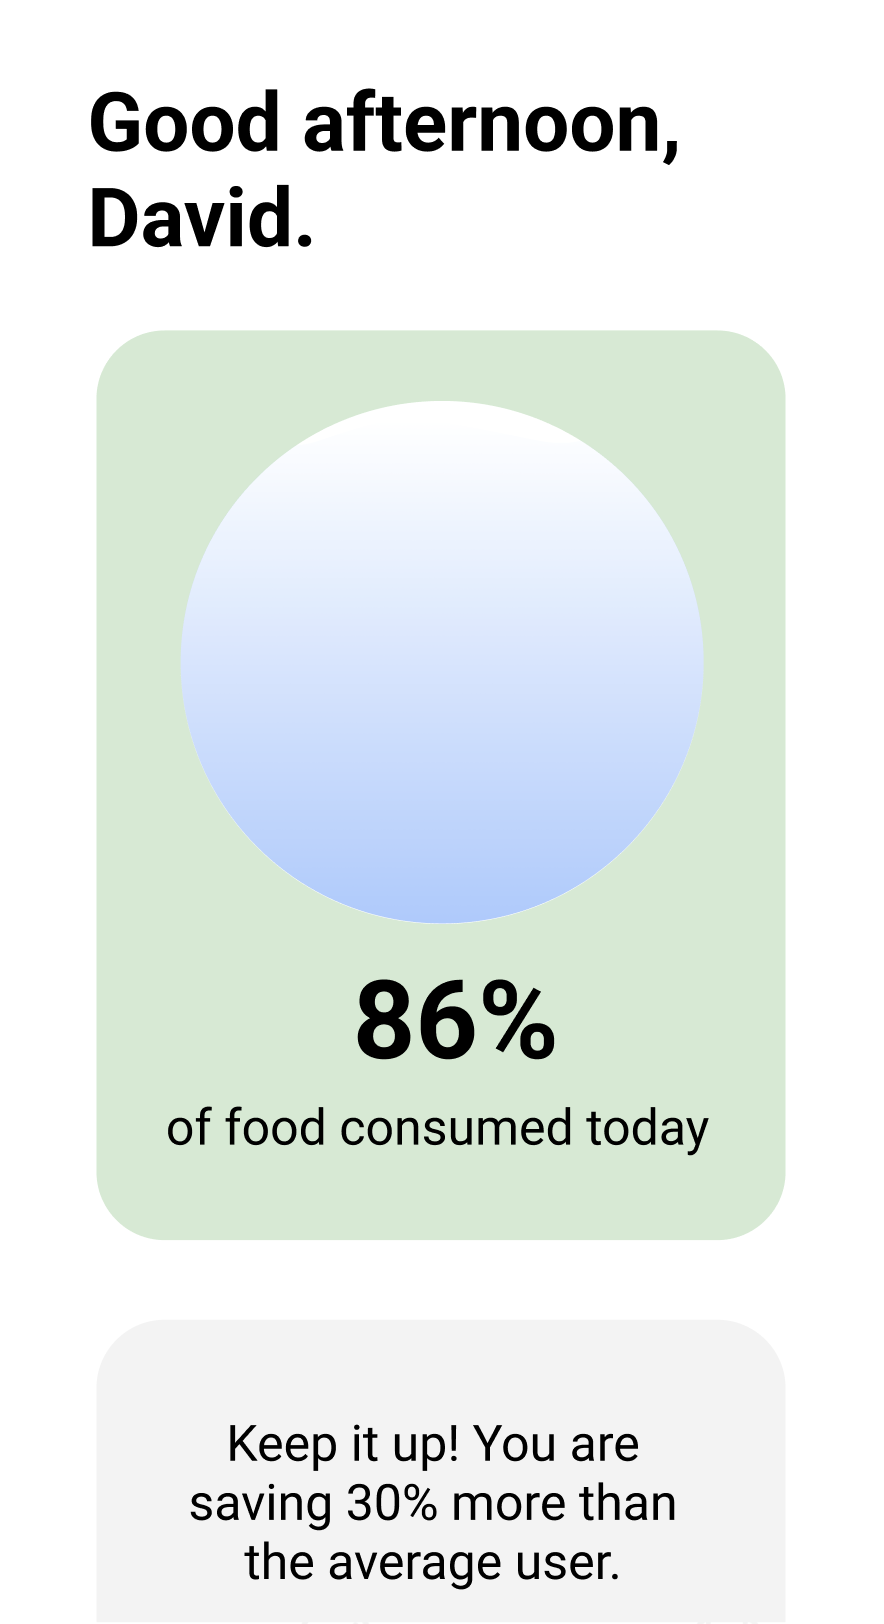 Good afternoon,
David.
86%
of food consumed today
Keep it up! You are
saving 30% more than
the average user.